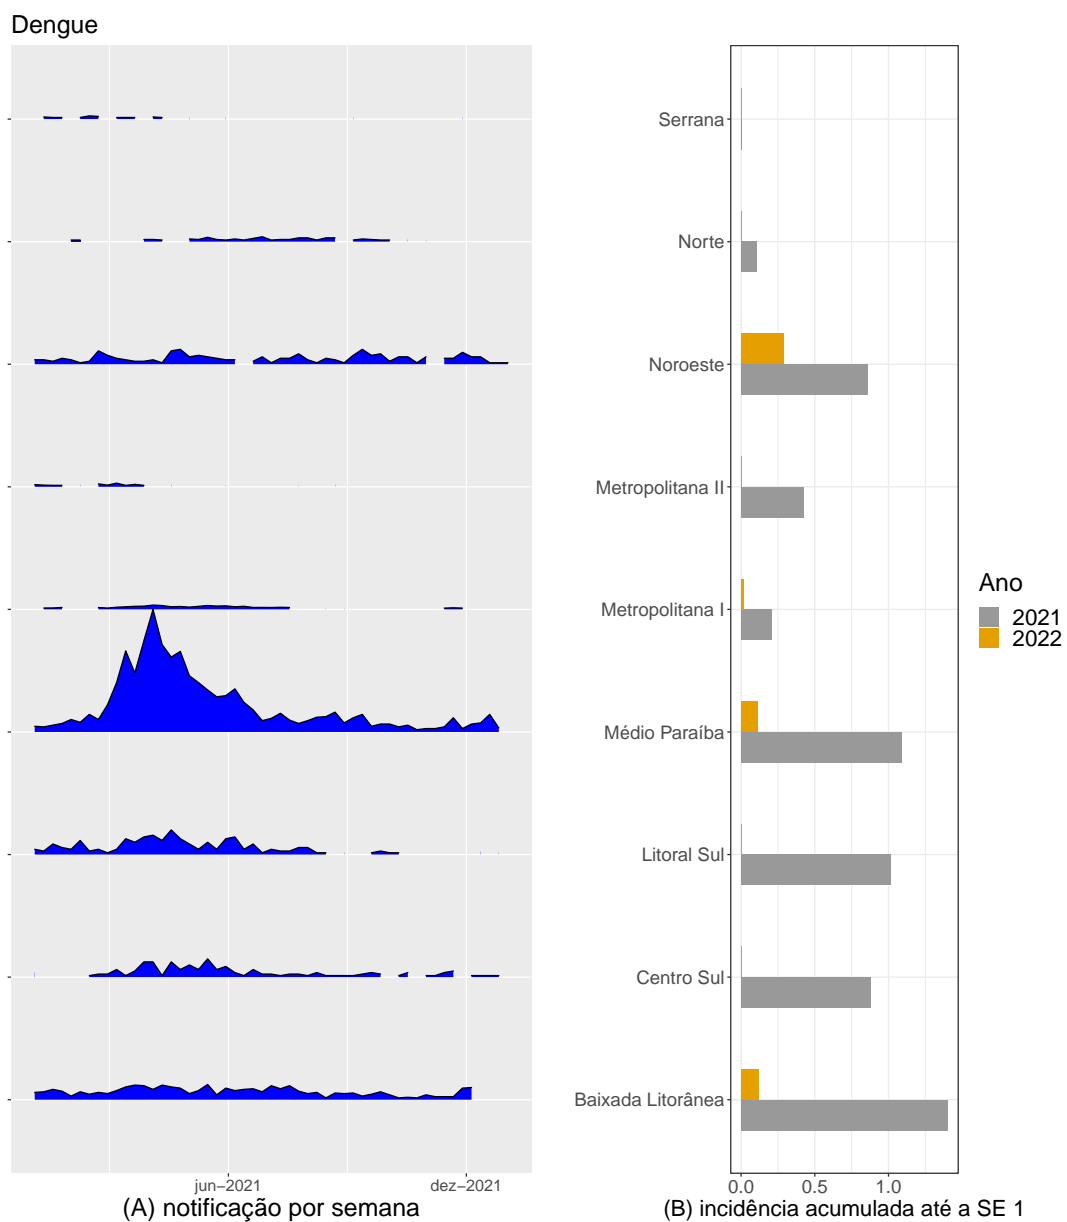 Dengue
Serrana
Norte
Noroeste
Metropolitana II
Metropolitana I
Médio Paraíba
Litoral Sul
Centro Sul
Baixada Litorânea
Ano
2021
2022
jun−2021
dez−2021
0.0
0.5
1.0
(A) notificação por semana
(B) incidência acumulada até a SE 1